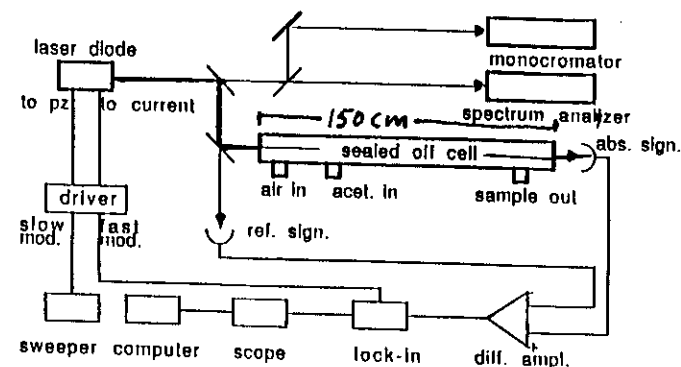 laser diode
monocromator
to pz to current
150 cm
spectrum analizer
abs. sign.
sealed off cell
air in
acet. in
sample out
driver
slow mod.
fast mod.
ref. sign.
sweeper
computer
scope
lock-in
diff. ampl.